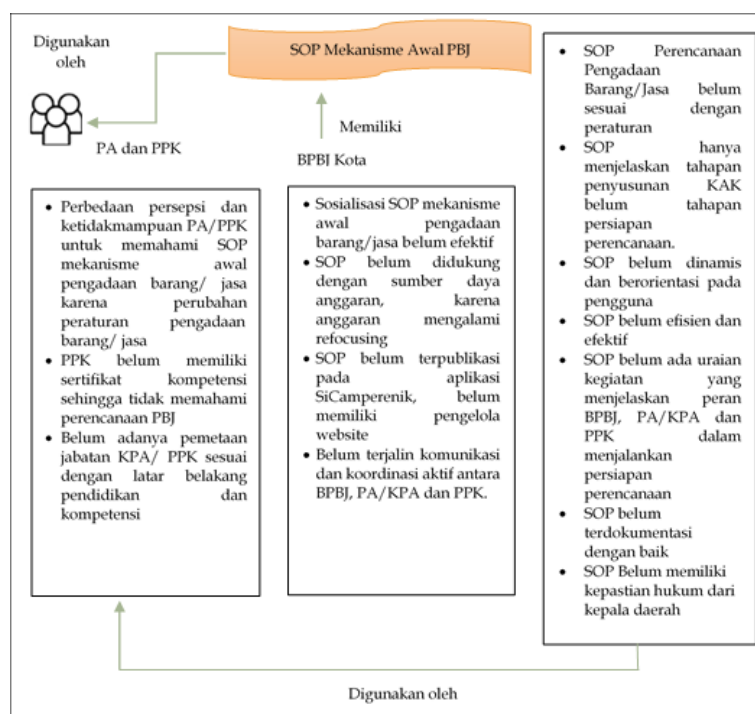 Digunakan
oleh
SOP Mekanisme Awal PBJ
PA dan PPK
Memiliki
BPBJ Kota
• Perbedaan persepsi dan
ketidakmampuan PA/PPK
untuk memahami SOP
mekanisme awal
pengadaan barang/ jasa
karena perubahan
peraturan pengadaan
barang/ jasa
• PPK belum memiliki
sertifikat kompetensi
sehingga tidak memahami
perencanaan PBJ
• Belum adanya pemetaan
jabatan KPA/ PPK sesuai
dengan latar belakang
pendidikan dan
kompetensi
• Sosialisasi SOP mekanisme
awal pengadaan
barang/jasa belum efektif
• SOP belum didukung
dengan sumber daya
anggaran, karena
anggaran mengalami
refocusing
• SOP belum terpublikasi
pada aplikasi
SiCamperenik, belum
memiliki pengelola
website
• Belum terjalin komunikasi
dan koordinasi aktif antara
BPBJ, PA/KPA dan PPK.
• SOP Perencanaan
Pengadaan
Barang/Jasa belum
sesuai dengan
peraturan
• SOP hanya
menjelaskan tahapan
penyusunan KAK
belum tahapan
persiapan
perencanaan.
• SOP belum dinamis
dan berorientasi pada
pengguna
• SOP belum efisien dan
efektif
• SOP belum ada uraian
kegiatan yang
menjelaskan peran
BPBJ, PA/KPA dan
PPK dalam
menjalankan
persiapan
perencanaan
• SOP belum
terdokumentasi
dengan baik
• SOP Belum memiliki
kepastian hukum dari
kepala daerah
Digunakan oleh